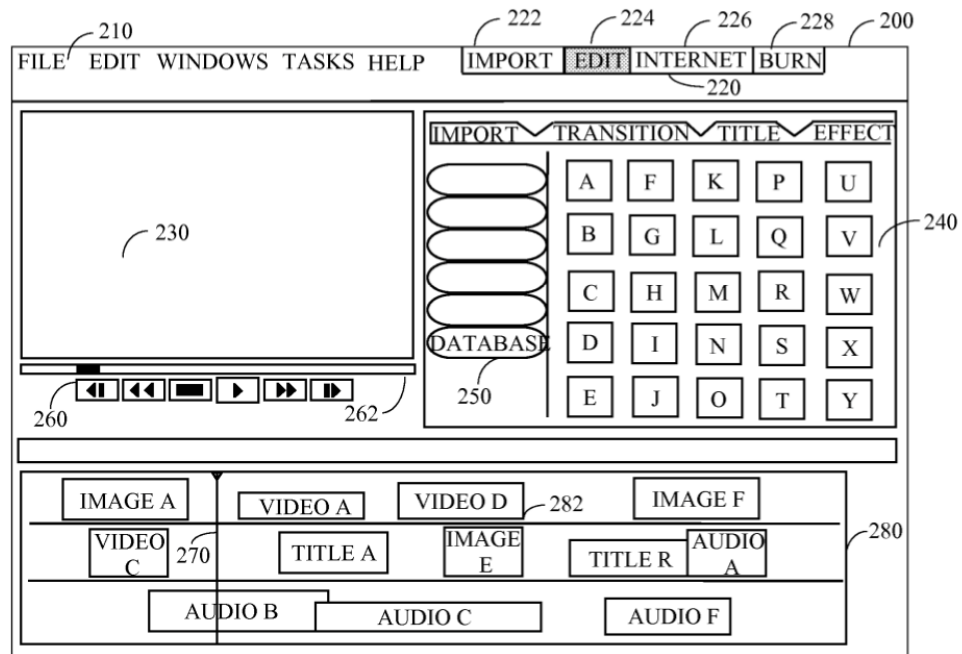 210 222 224 226 228 200
FILE EDIT WINDOWS TASKS HELP IMPORT EDIT INTERNET BURN
220
IMPORT TRANSITION TITLE EFFECT
A F K P U
230 B G L Q V 240
C H M R W
DATABASE D I N S X
260 262 250 E J O T Y
IMAGE A VIDEO A VIDEO D 282 IMAGE F
280
VIDEO C 270 TITLE A IMAGE E TITLE R AUDIO A
AUDIO B AUDIO C AUDIO F